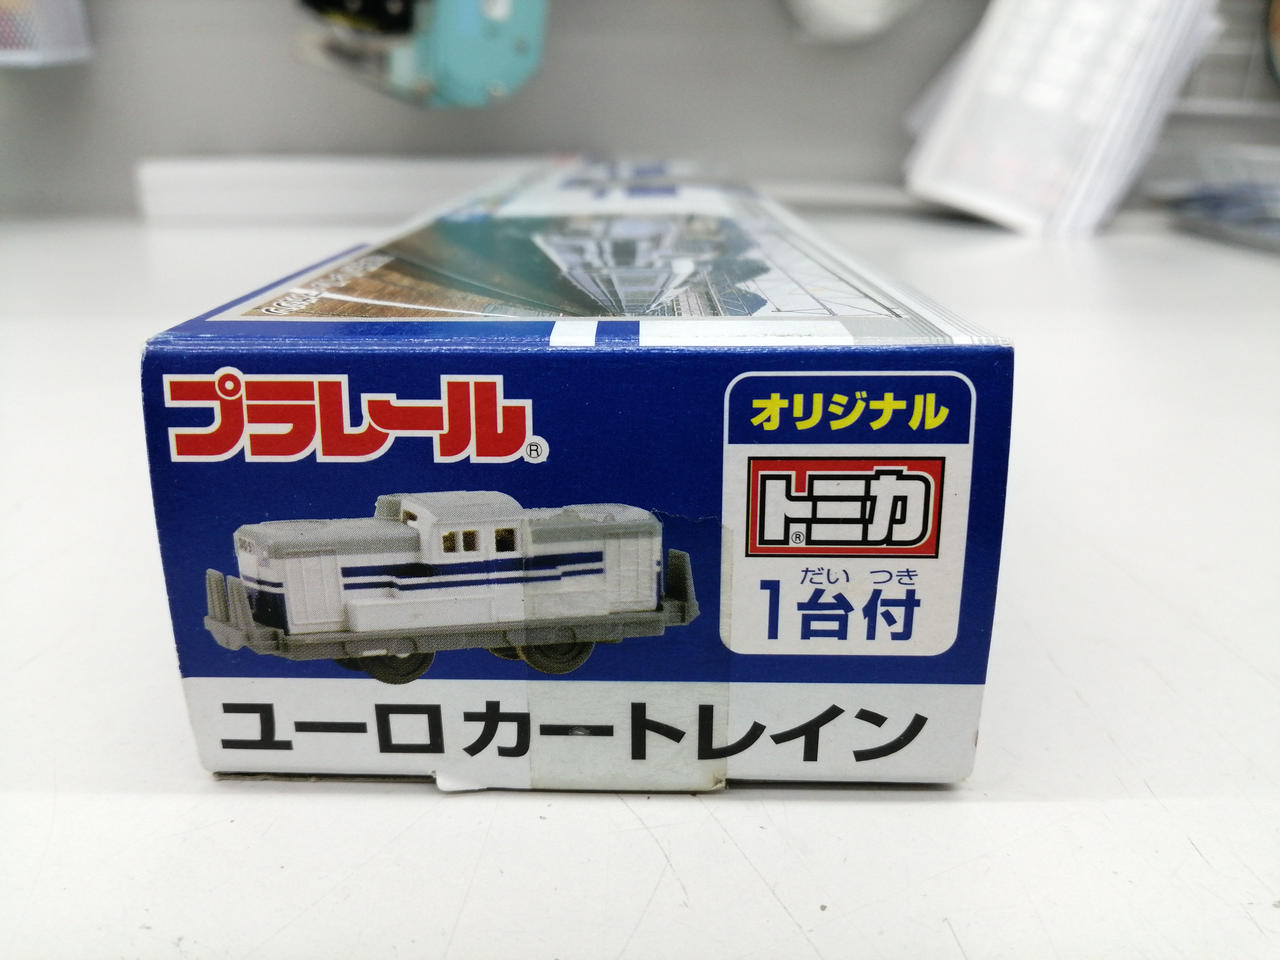 プラレール®
オリジナル
トミカ®
だい つき
1台付
ユーロカートレイン